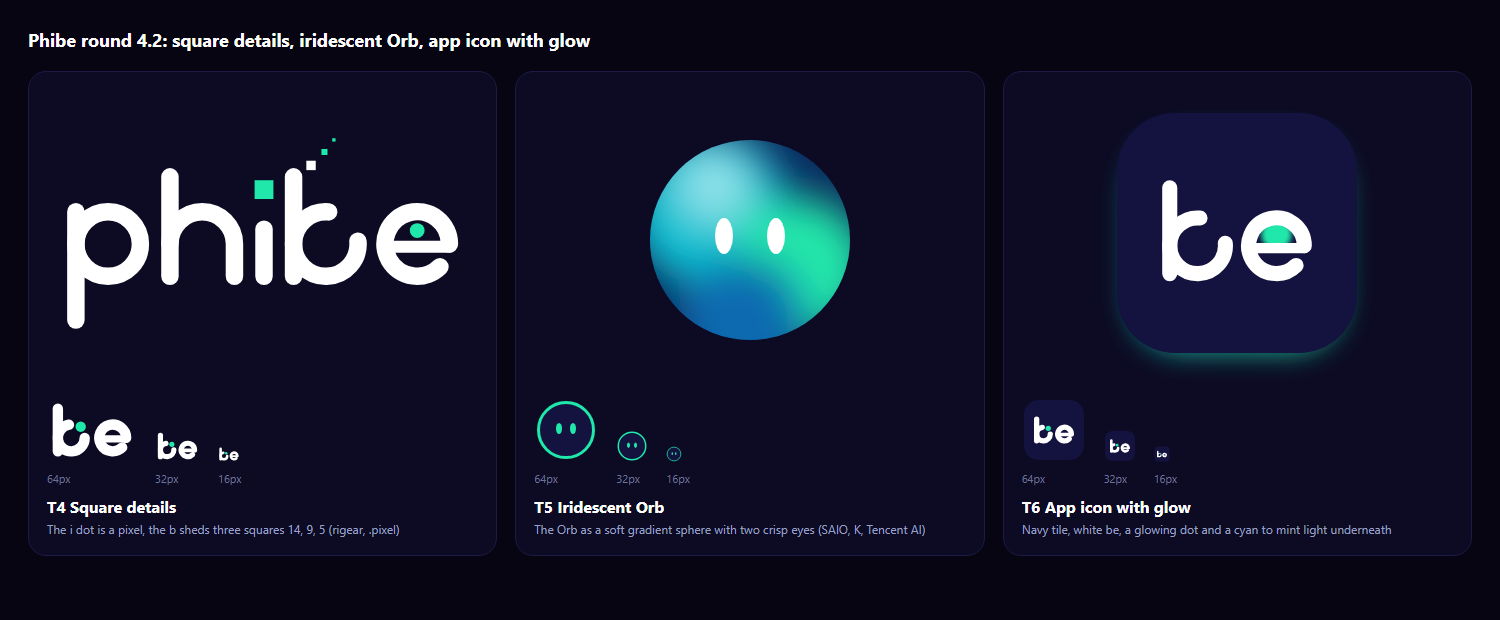 Phibe round 4.2: square details, iridescent Orb, app icon with glow
phibe
be
be be be
64px 32px 16px
T4 Square details
The i dot is a pixel, the b sheds three squares 14, 9, 5 (rigear, .pixel)
64px 32px 16px
T5 Iridescent Orb
The Orb as a soft gradient sphere with two crisp eyes (SAIO, K, Tencent AI)
be be be
64px 32px 16px
T6 App icon with glow
Navy tile, white be, a glowing dot and a cyan to mint light underneath